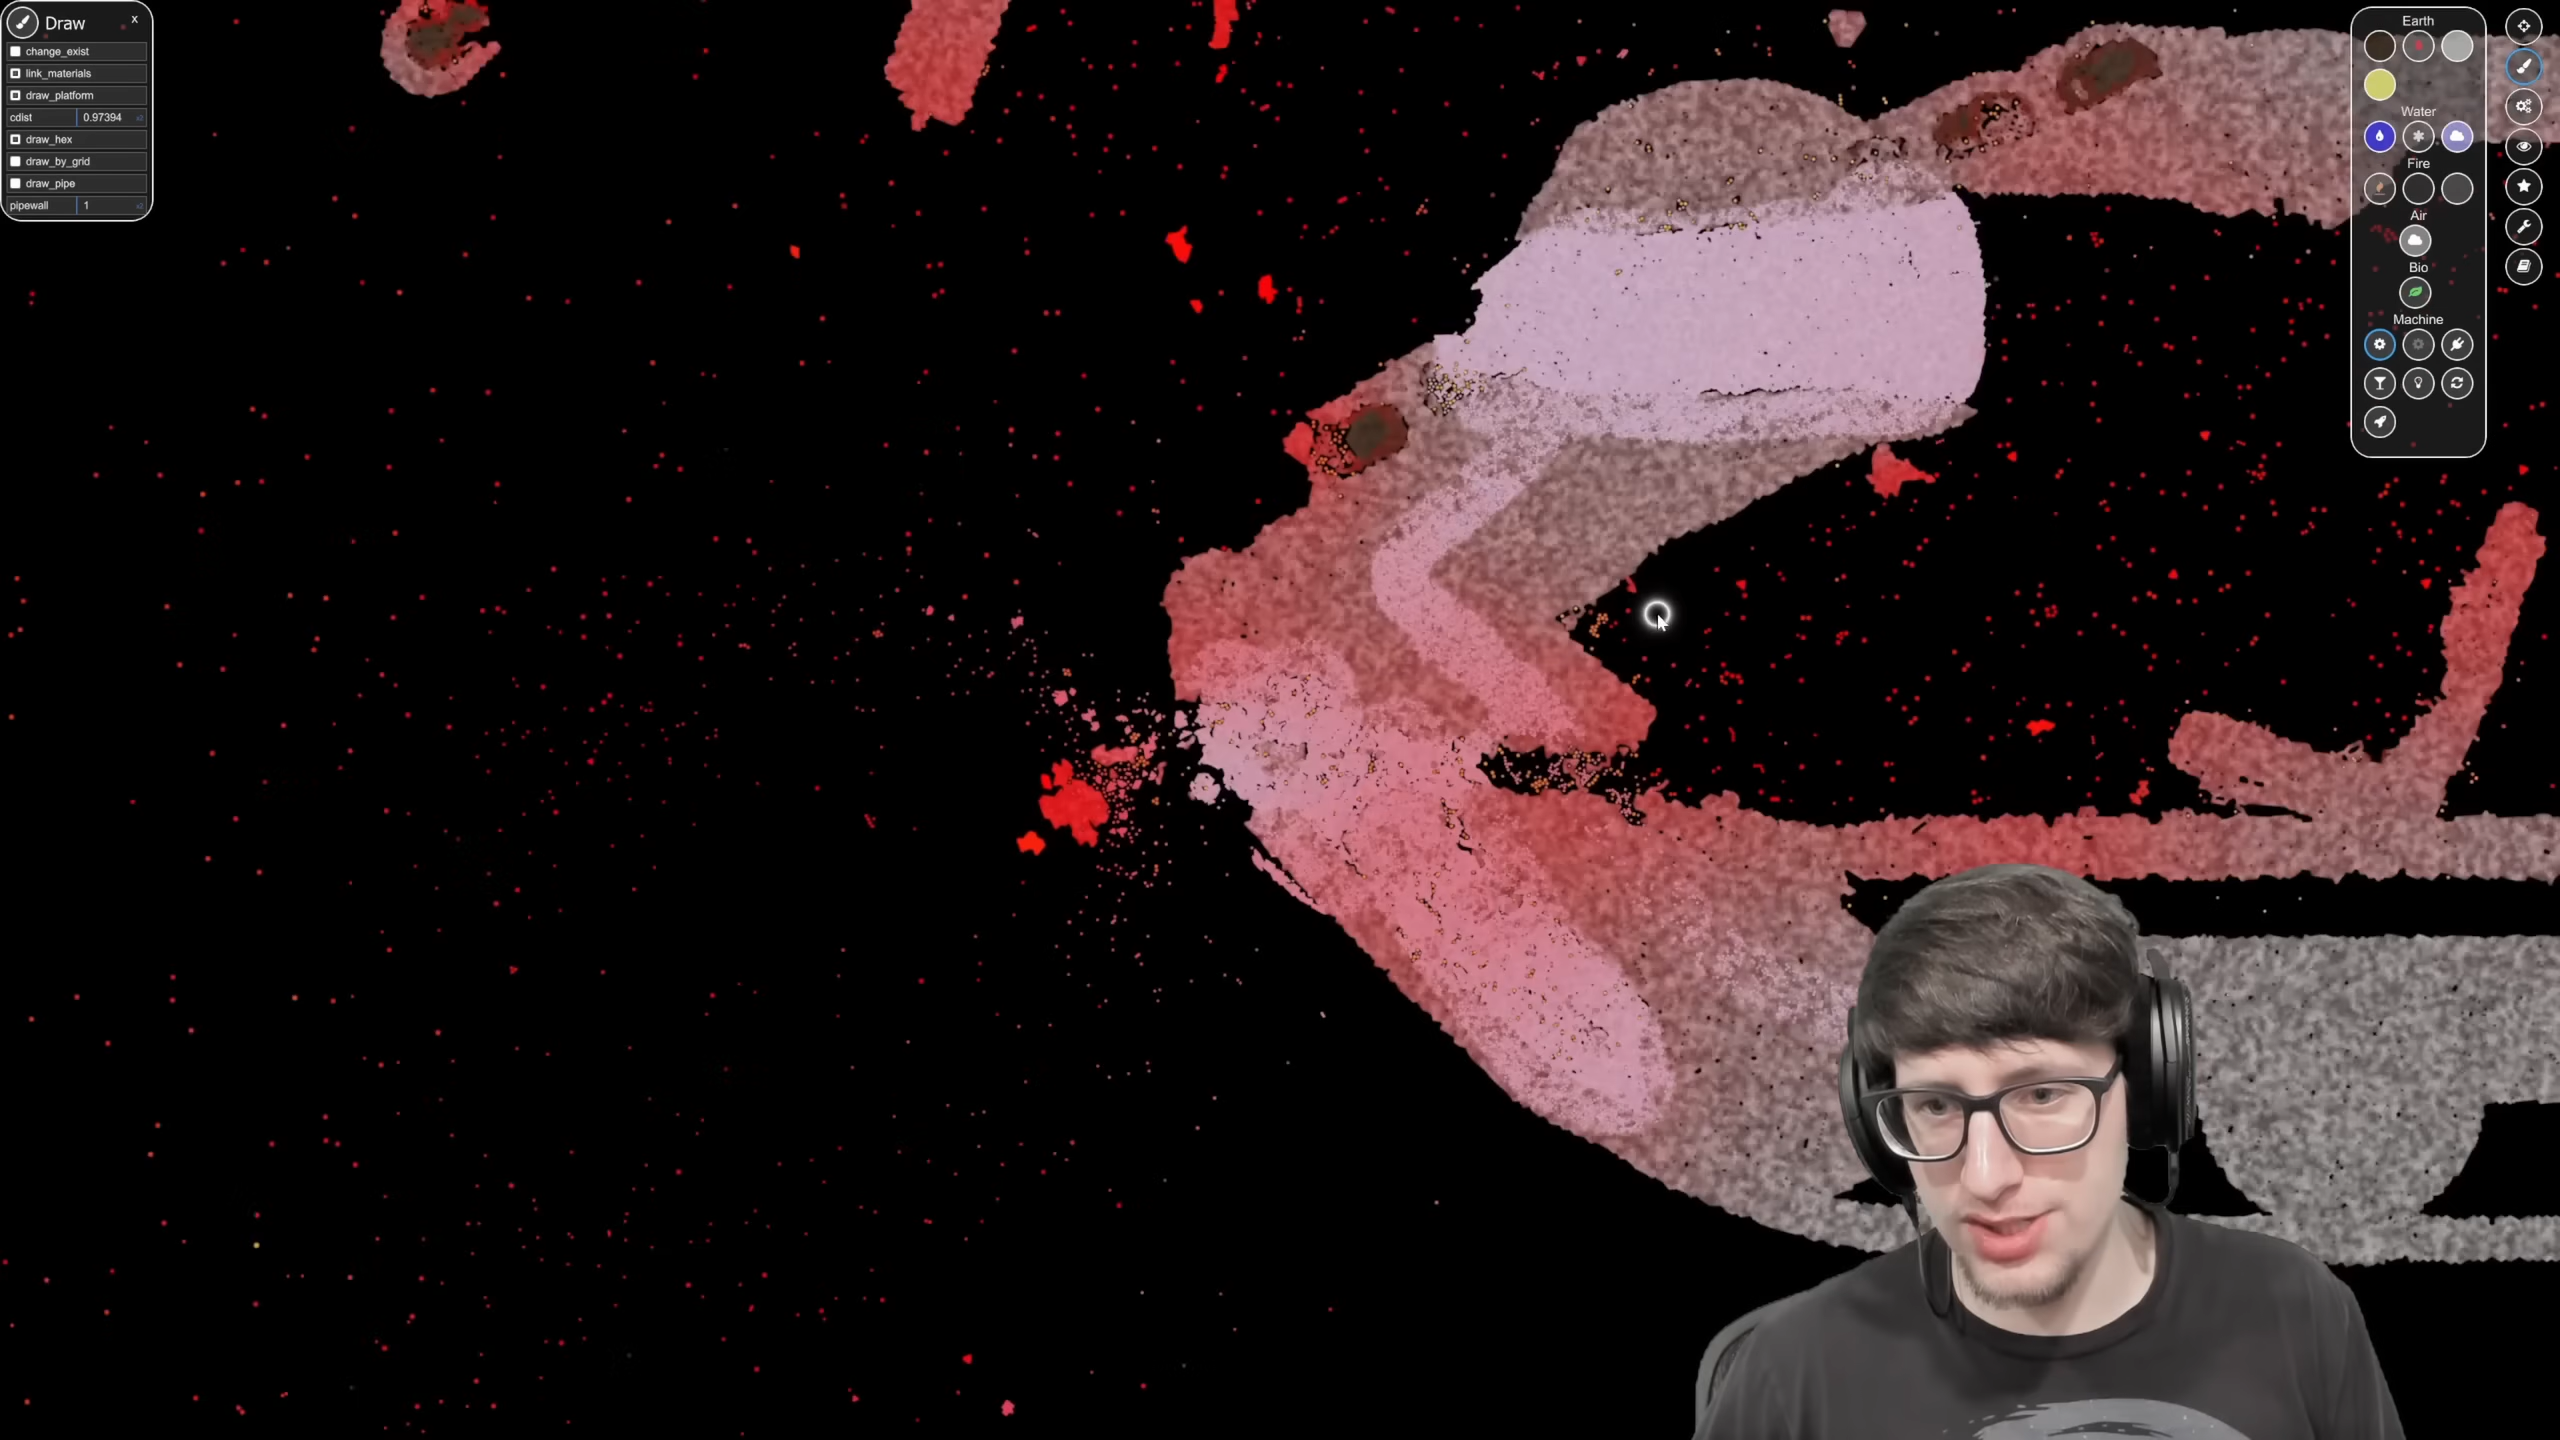 Draw
x
change_exist
link_materials
draw_platform
cdist 0.97394
draw_hex
draw_by_grid
draw_pipe
pipewall 1
Earth
Water
Fire
Air
Bio
Machine